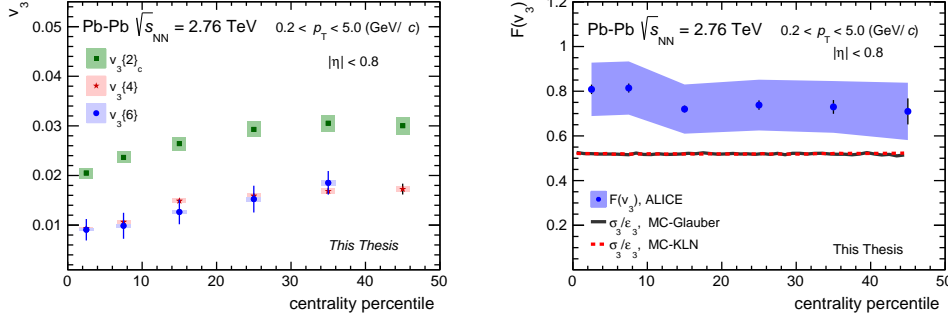 v3
0.05
0.04
0.03
0.02
0.01
Pb-Pb √sNN = 2.76 TeV
0.2 < pT < 5.0 (GeV/ c)
|η| < 0.8
v3{2}c
v3{4}
v3{6}
This Thesis
0 10 20 30 40 50
centrality percentile
F(v3)
1.2
1
0.8
0.6
0.4
0.2
Pb-Pb √sNN = 2.76 TeV
0.2 < pT < 5.0 (GeV/ c)
|η| < 0.8
F(v3), ALICE
σ3/ε3, MC-Glauber
σ3/ε3, MC-KLN
This Thesis
0 10 20 30 40 50
centrality percentile